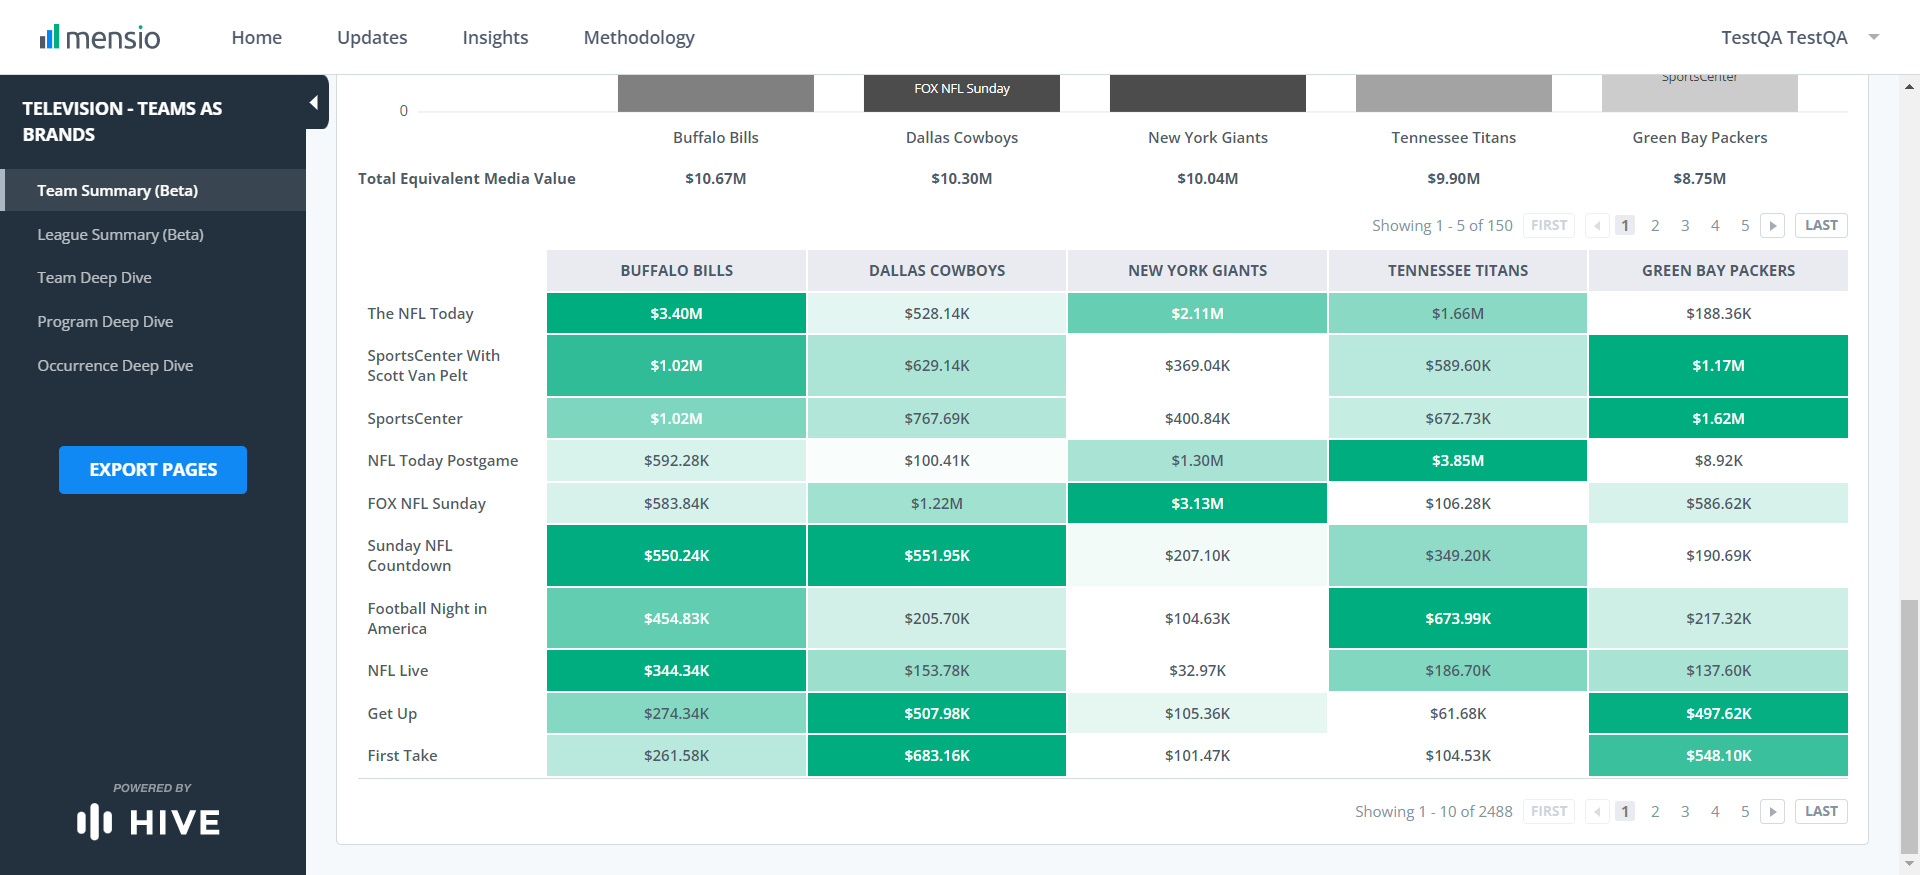 mensio
Home
Updates
Insights
Methodology
TestQA TestQA
TELEVISION - TEAMS AS
BRANDS
Team Summary (Beta)
League Summary (Beta)
Team Deep Dive
Program Deep Dive
Occurrence Deep Dive
EXPORT PAGES
POWERED BY
HIVE
FOX NFL Sunday
SportsCenter
0
Buffalo Bills
Dallas Cowboys
New York Giants
Tennessee Titans
Green Bay Packers
Total Equivalent Media Value $10.67M $10.30M $10.04M $9.90M $8.75M
Showing 1 - 5 of 150 FIRST 1 2 3 4 5 LAST
BUFFALO BILLS DALLAS COWBOYS NEW YORK GIANTS TENNESSEE TITANS GREEN BAY PACKERS
The NFL Today $3.40M $528.14K $2.11M $1.66M $188.36K
SportsCenter With
Scott Van Pelt
$1.02M $629.14K $369.04K $589.60K $1.17M
SportsCenter $1.02M $767.69K $400.84K $672.73K $1.62M
NFL Today Postgame $592.28K $100.41K $1.30M $3.85M $8.92K
FOX NFL Sunday $583.84K $1.22M $3.13M $106.28K $586.62K
Sunday NFL
Countdown
$550.24K $551.95K $207.10K $349.20K $190.69K
Football Night in
America
$454.83K $205.70K $104.63K $673.99K $217.32K
NFL Live $344.34K $153.78K $32.97K $186.70K $137.60K
Get Up $274.34K $507.98K $105.36K $61.68K $497.62K
First Take $261.58K $683.16K $101.47K $104.53K $548.10K
Showing 1 - 10 of 2488 FIRST 1 2 3 4 5 LAST